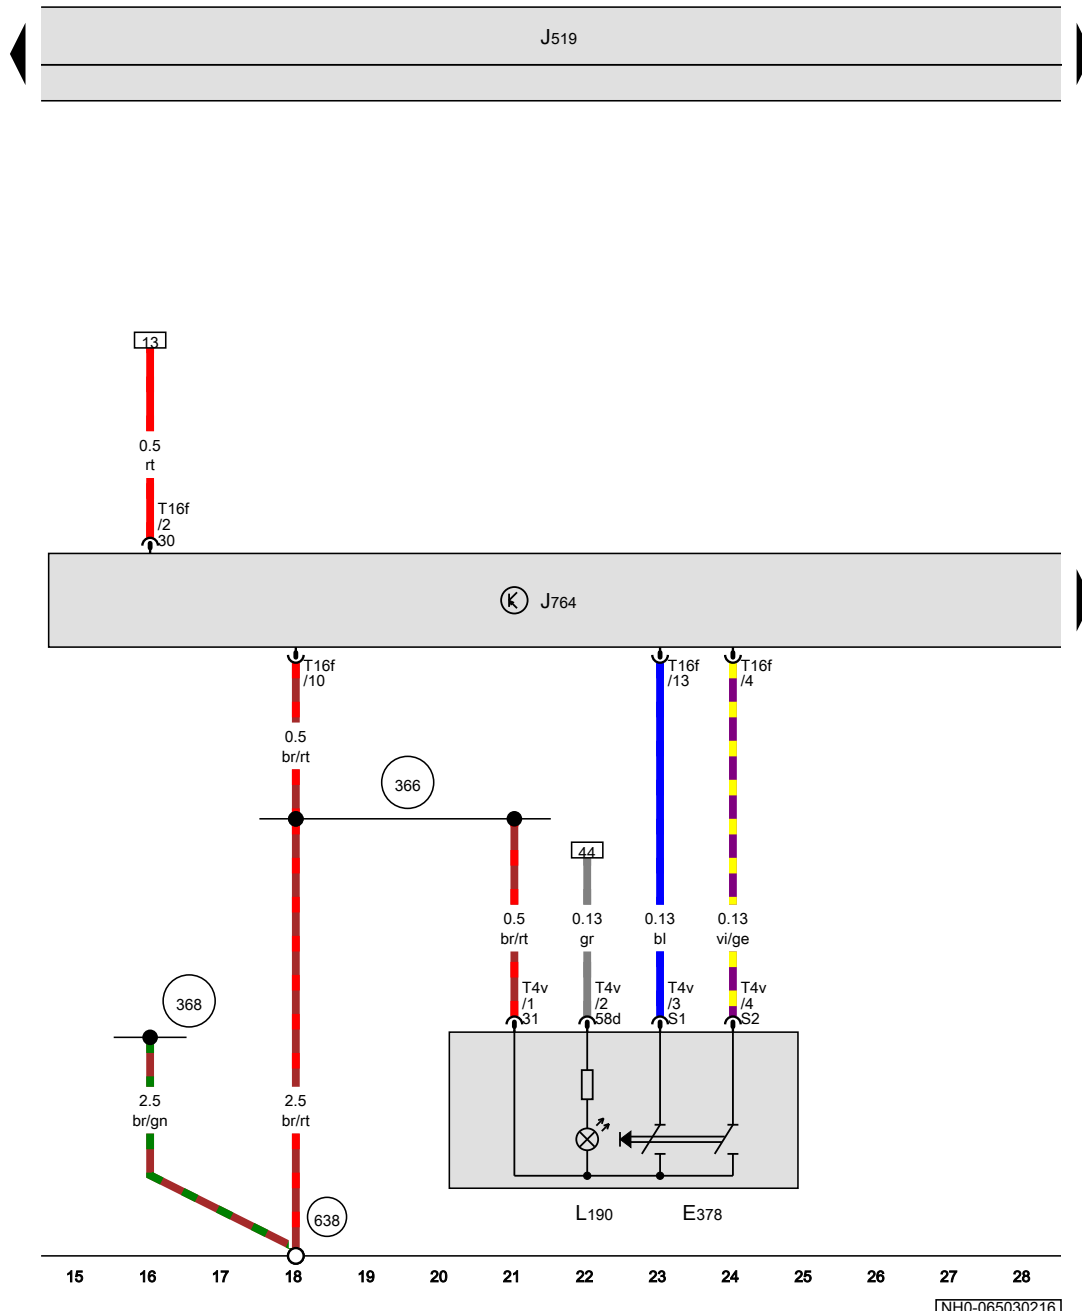 J519
13
0.5
rt
T16f
/2
30
J764
T16f
/10
T16f
/13
T16f
/4
0.5
br/rt
366
44
0.5
br/rt
0.13
gr
0.13
bl
0.13
vi/ge
368
T4v
/1
31
T4v
/2
58d
T4v
/3
S1
T4v
/4
S2
2.5
br/gn
2.5
br/rt
638
L190
E378
15 16 17 18 19 20 21 22 23 24 25 26 27 28
NH0-065030216